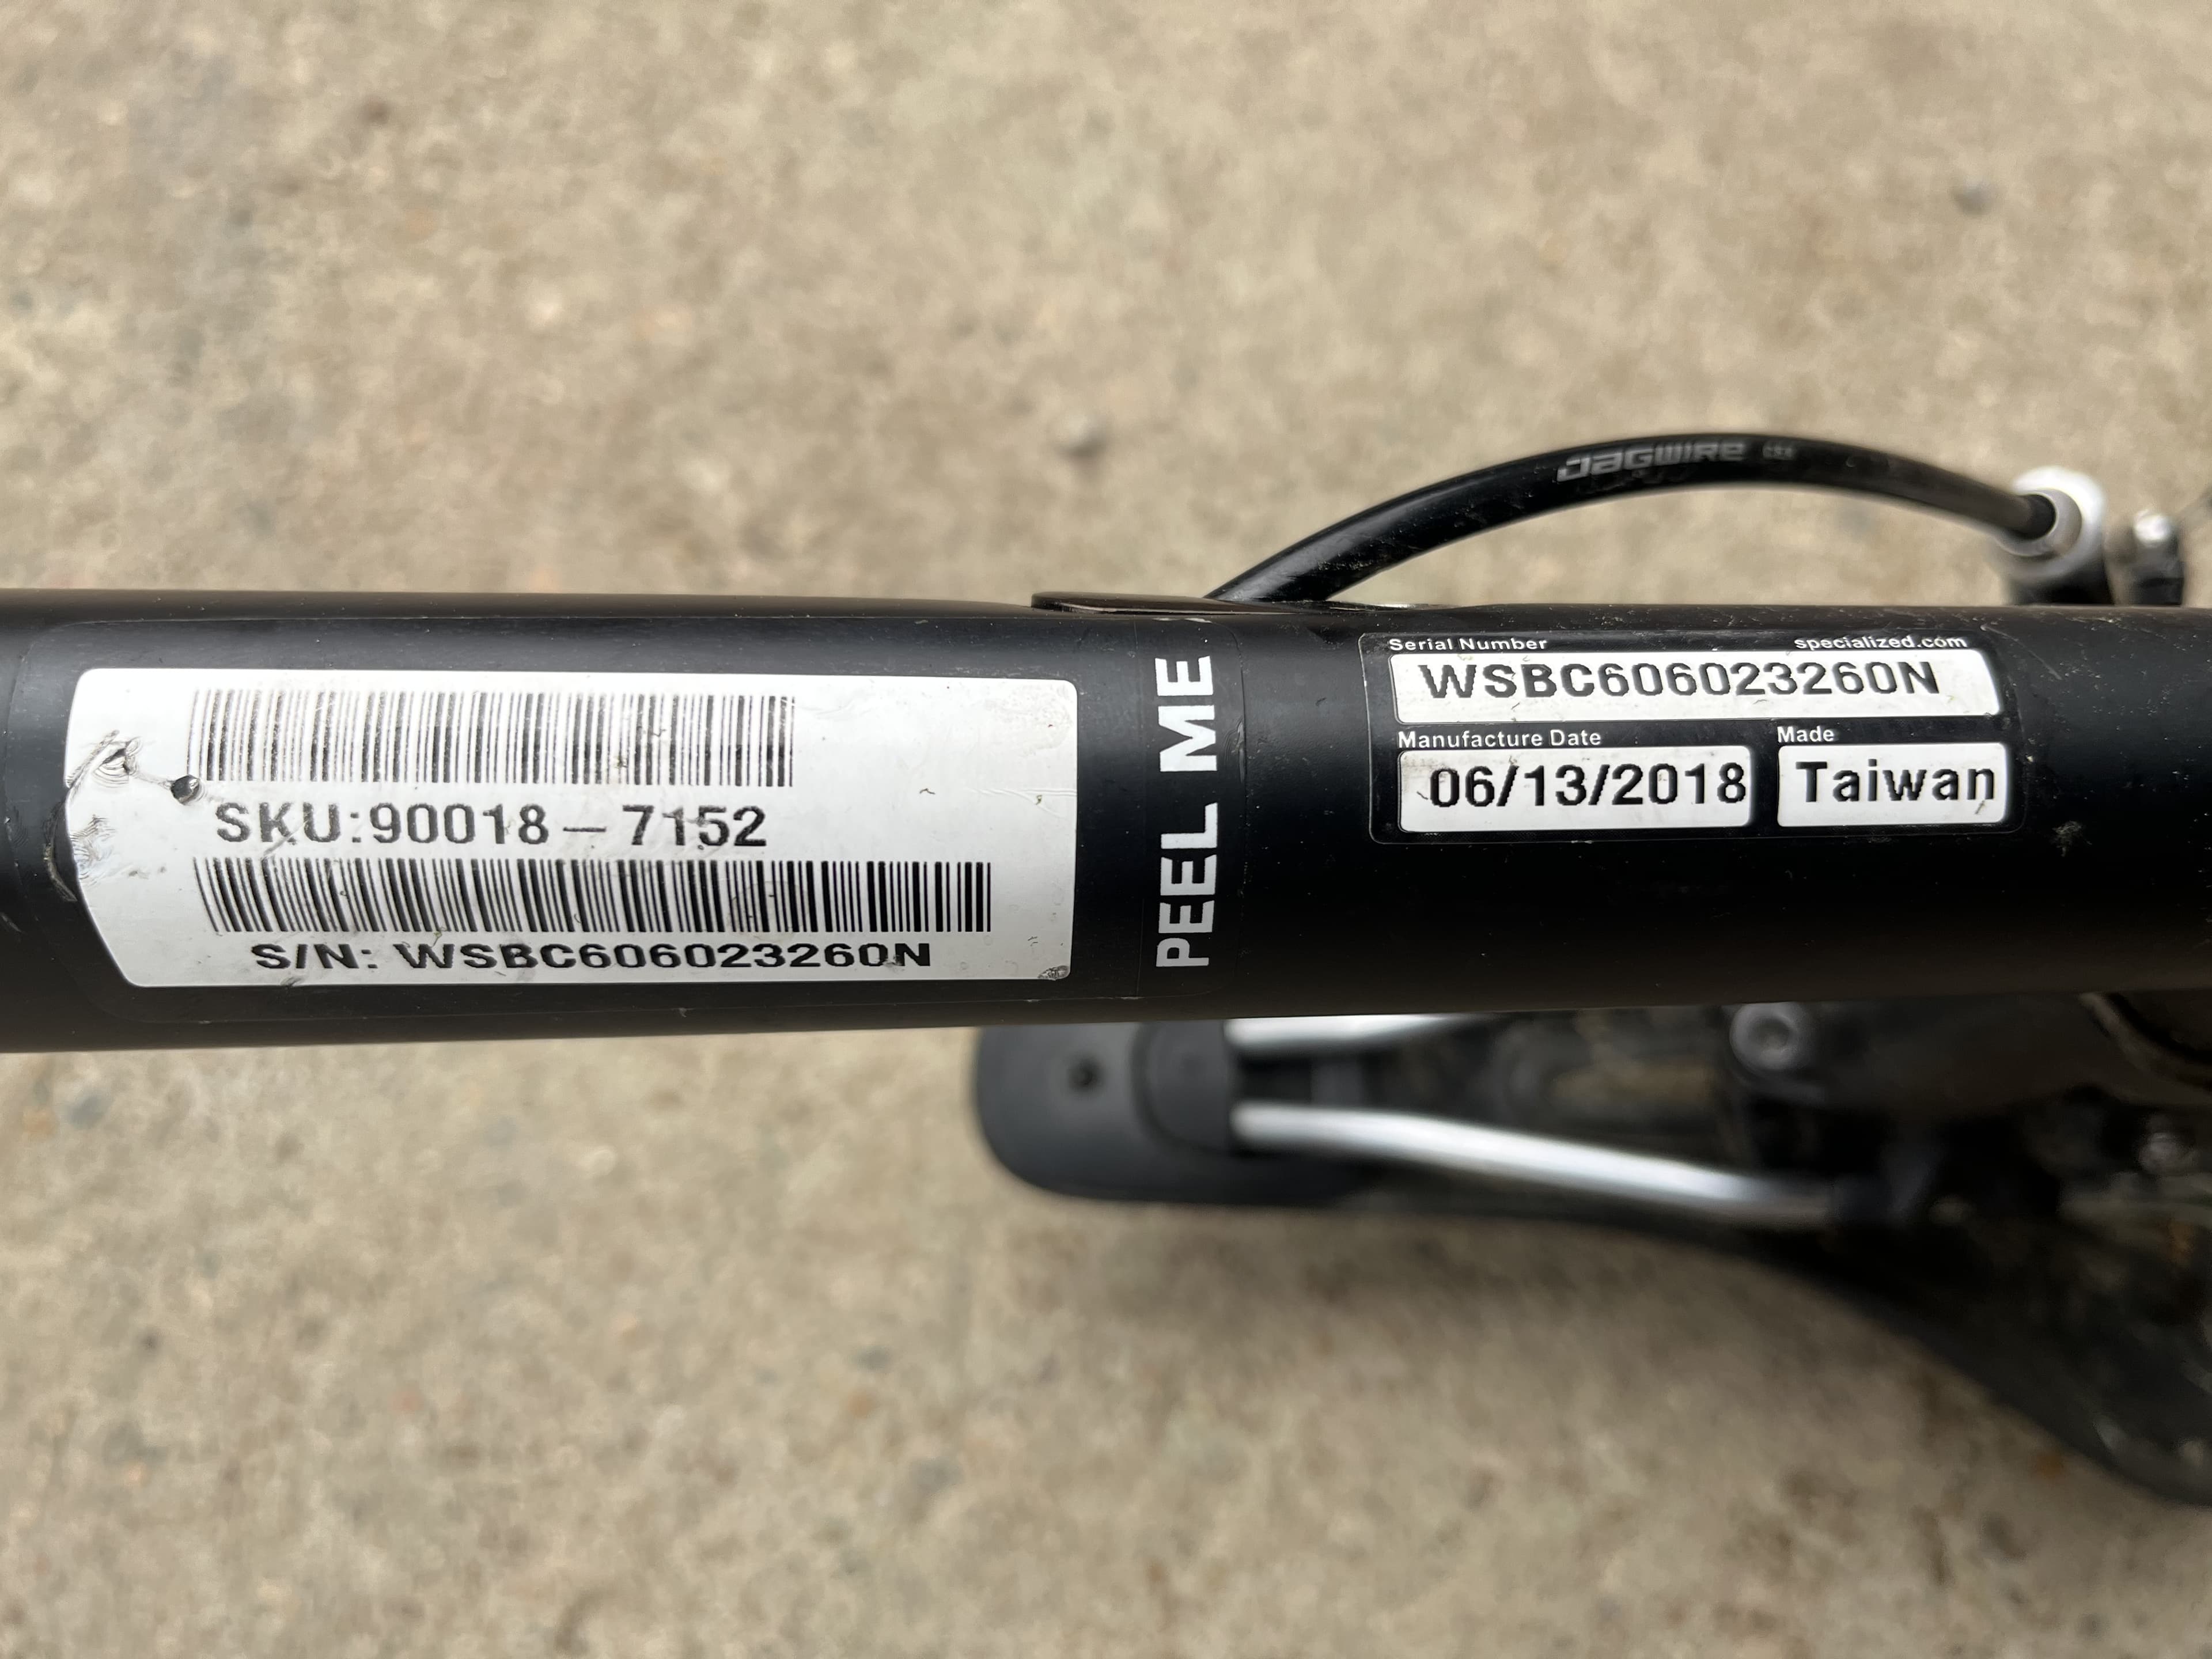 SKU:90018 — 7152
S/N: WSBC606023260N
PEEL ME
Serial Number specialized.com
WSBC606023260N
Manufacture Date Made
06/13/2018 Taiwan
JAGWIRE